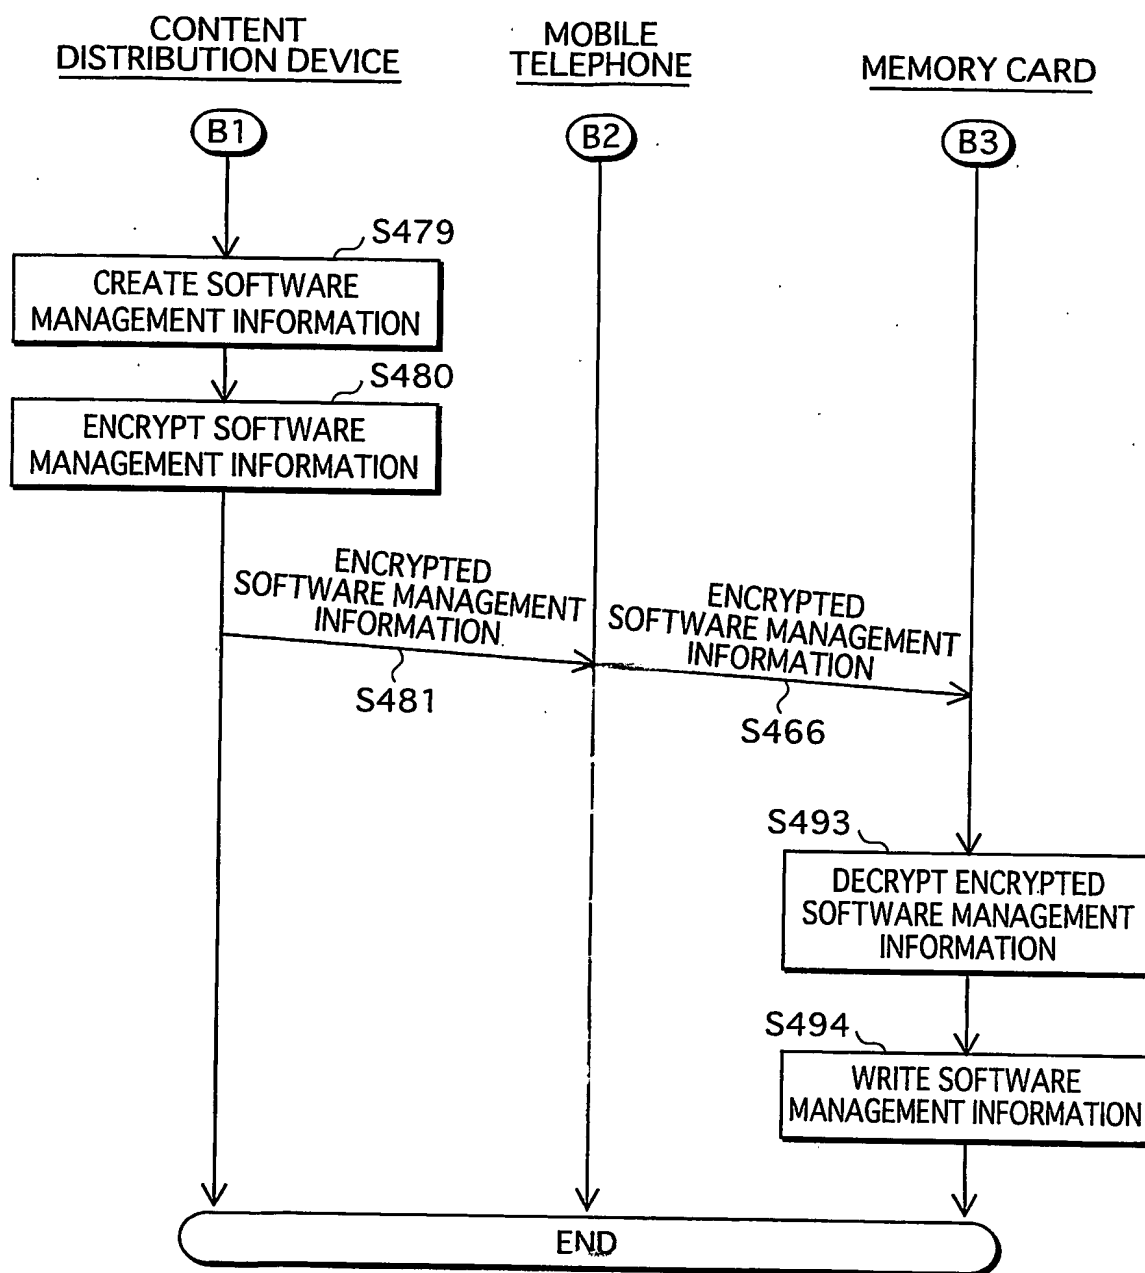 CONTENT
DISTRIBUTION DEVICE
MOBILE
TELEPHONE
MEMORY CARD
B1
B2
B3
S479
CREATE SOFTWARE
MANAGEMENT INFORMATION
S480
ENCRYPT SOFTWARE
MANAGEMENT INFORMATION
ENCRYPTED
SOFTWARE MANAGEMENT
INFORMATION
S481
ENCRYPTED
SOFTWARE MANAGEMENT
INFORMATION
S466
S493
DECRYPT ENCRYPTED
SOFTWARE MANAGEMENT
INFORMATION
S494
WRITE SOFTWARE
MANAGEMENT INFORMATION
END